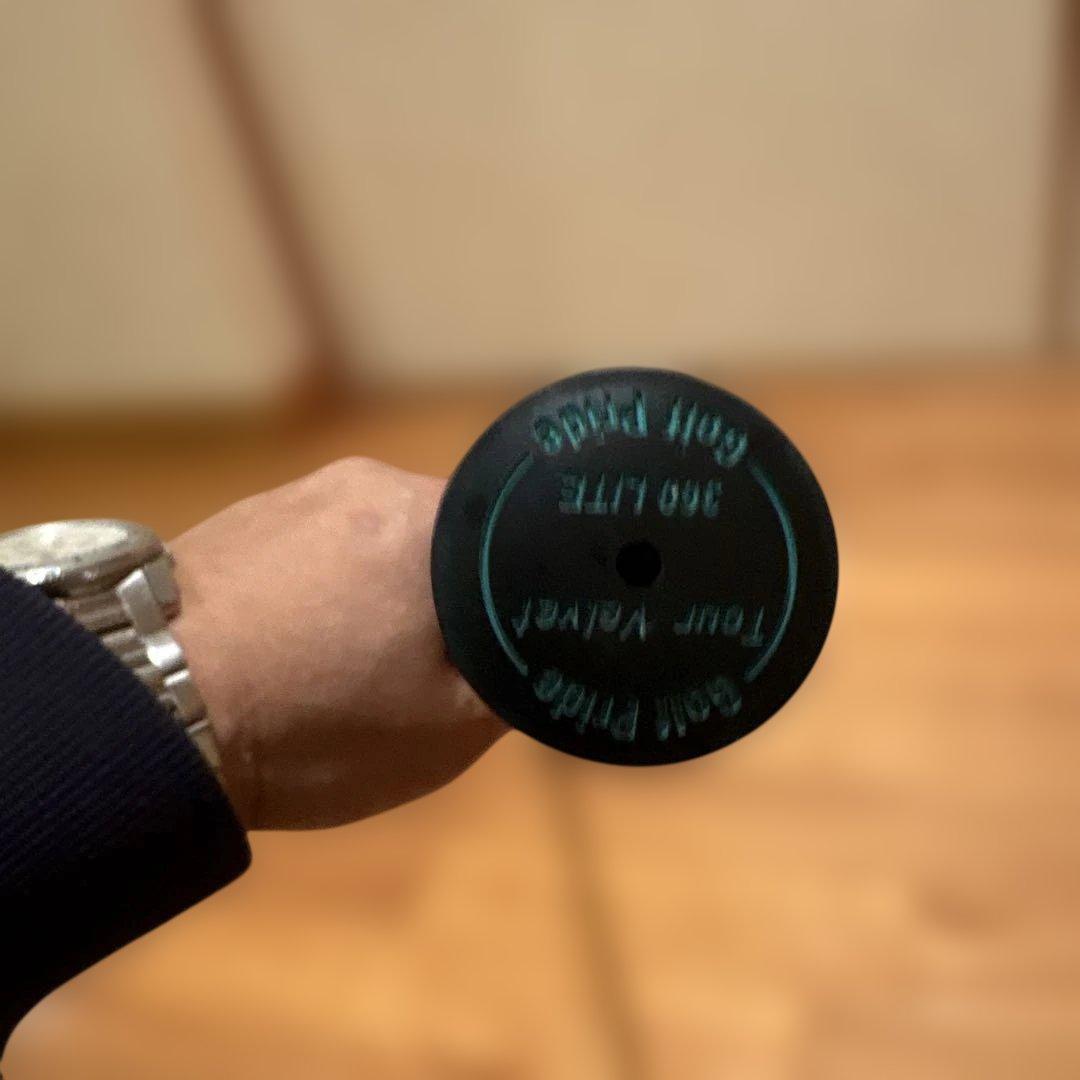 Golf Pride
Tour Velvet
360 LITE
Golf Pride